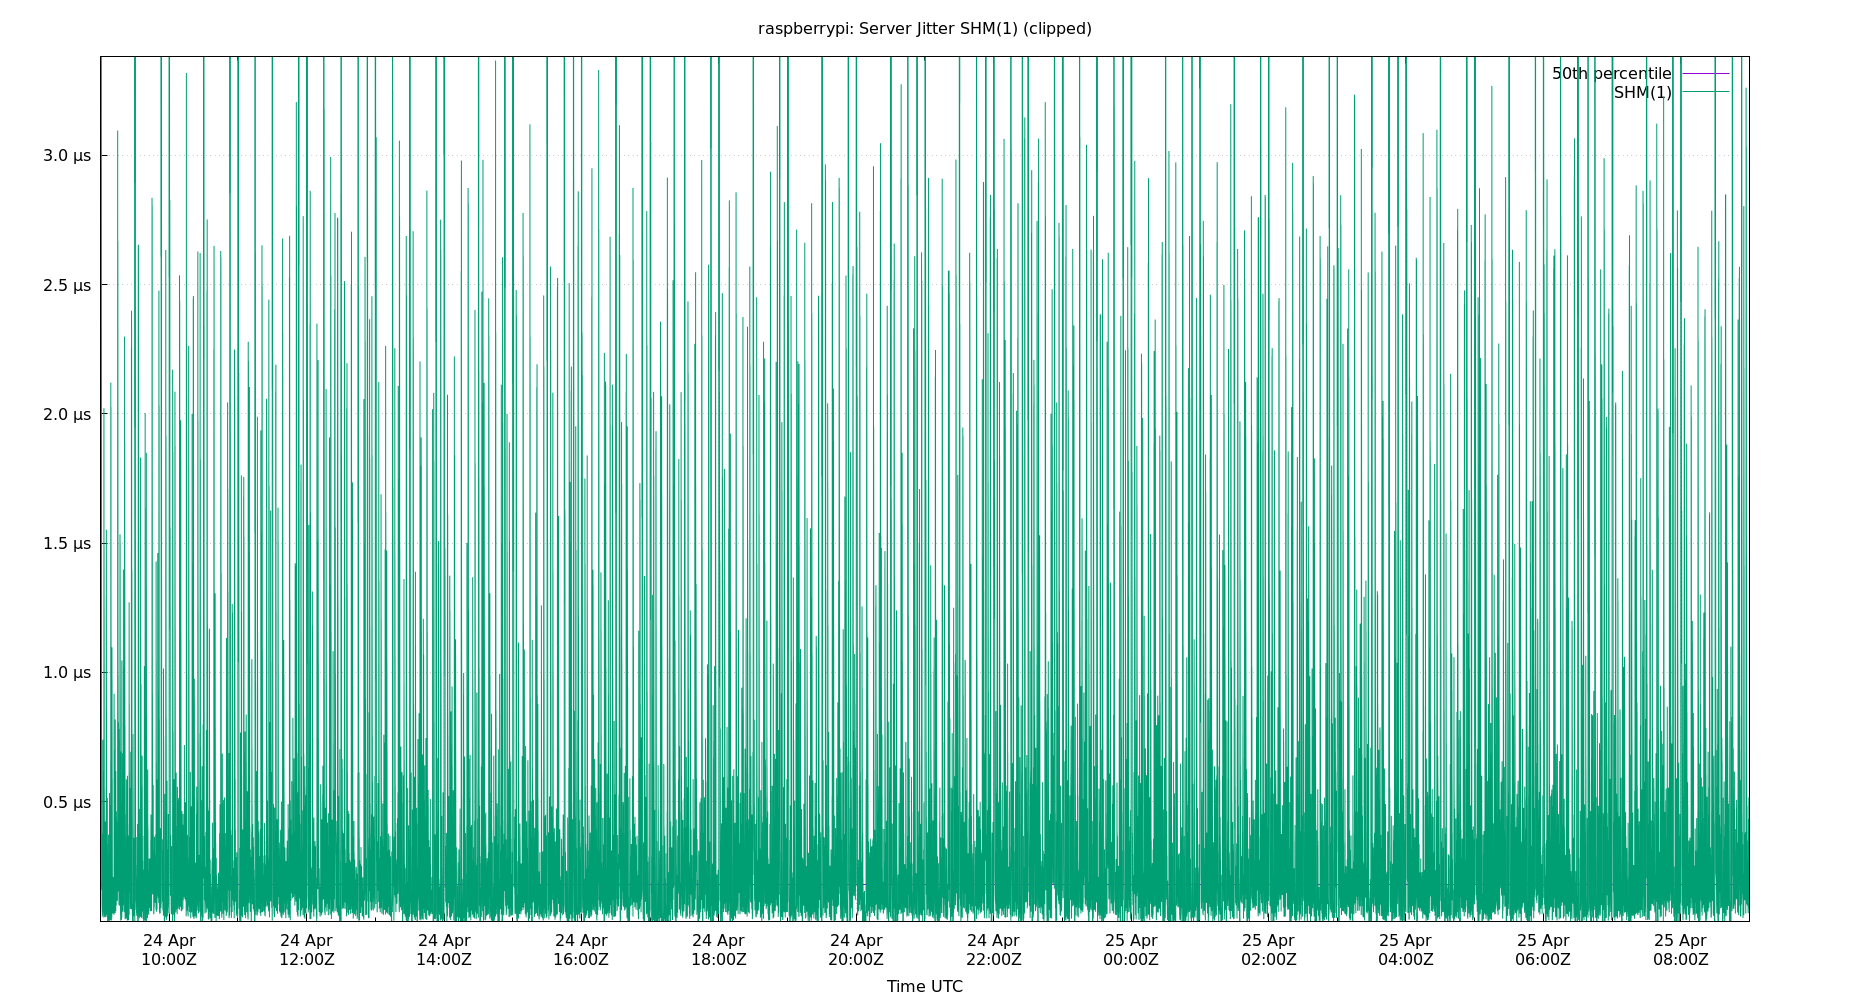 raspberrypi: Server Jitter SHM(1) (clipped)
50th percentile
SHM(1)
3.0 μs
2.5 μs
2.0 μs
1.5 μs
1.0 μs
0.5 μs
24 Apr 24 Apr 24 Apr 24 Apr 24 Apr 24 Apr 24 Apr 25 Apr 25 Apr 25 Apr 25 Apr 25 Apr
10:00Z 12:00Z 14:00Z 16:00Z 18:00Z 20:00Z 22:00Z 00:00Z 02:00Z 04:00Z 06:00Z 08:00Z
Time UTC